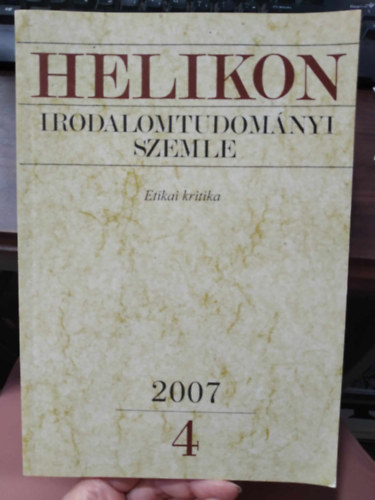 HELIKON
IRODALOMTUDOMÁNYI
SZEMLE
Etikai kritika
2007
4